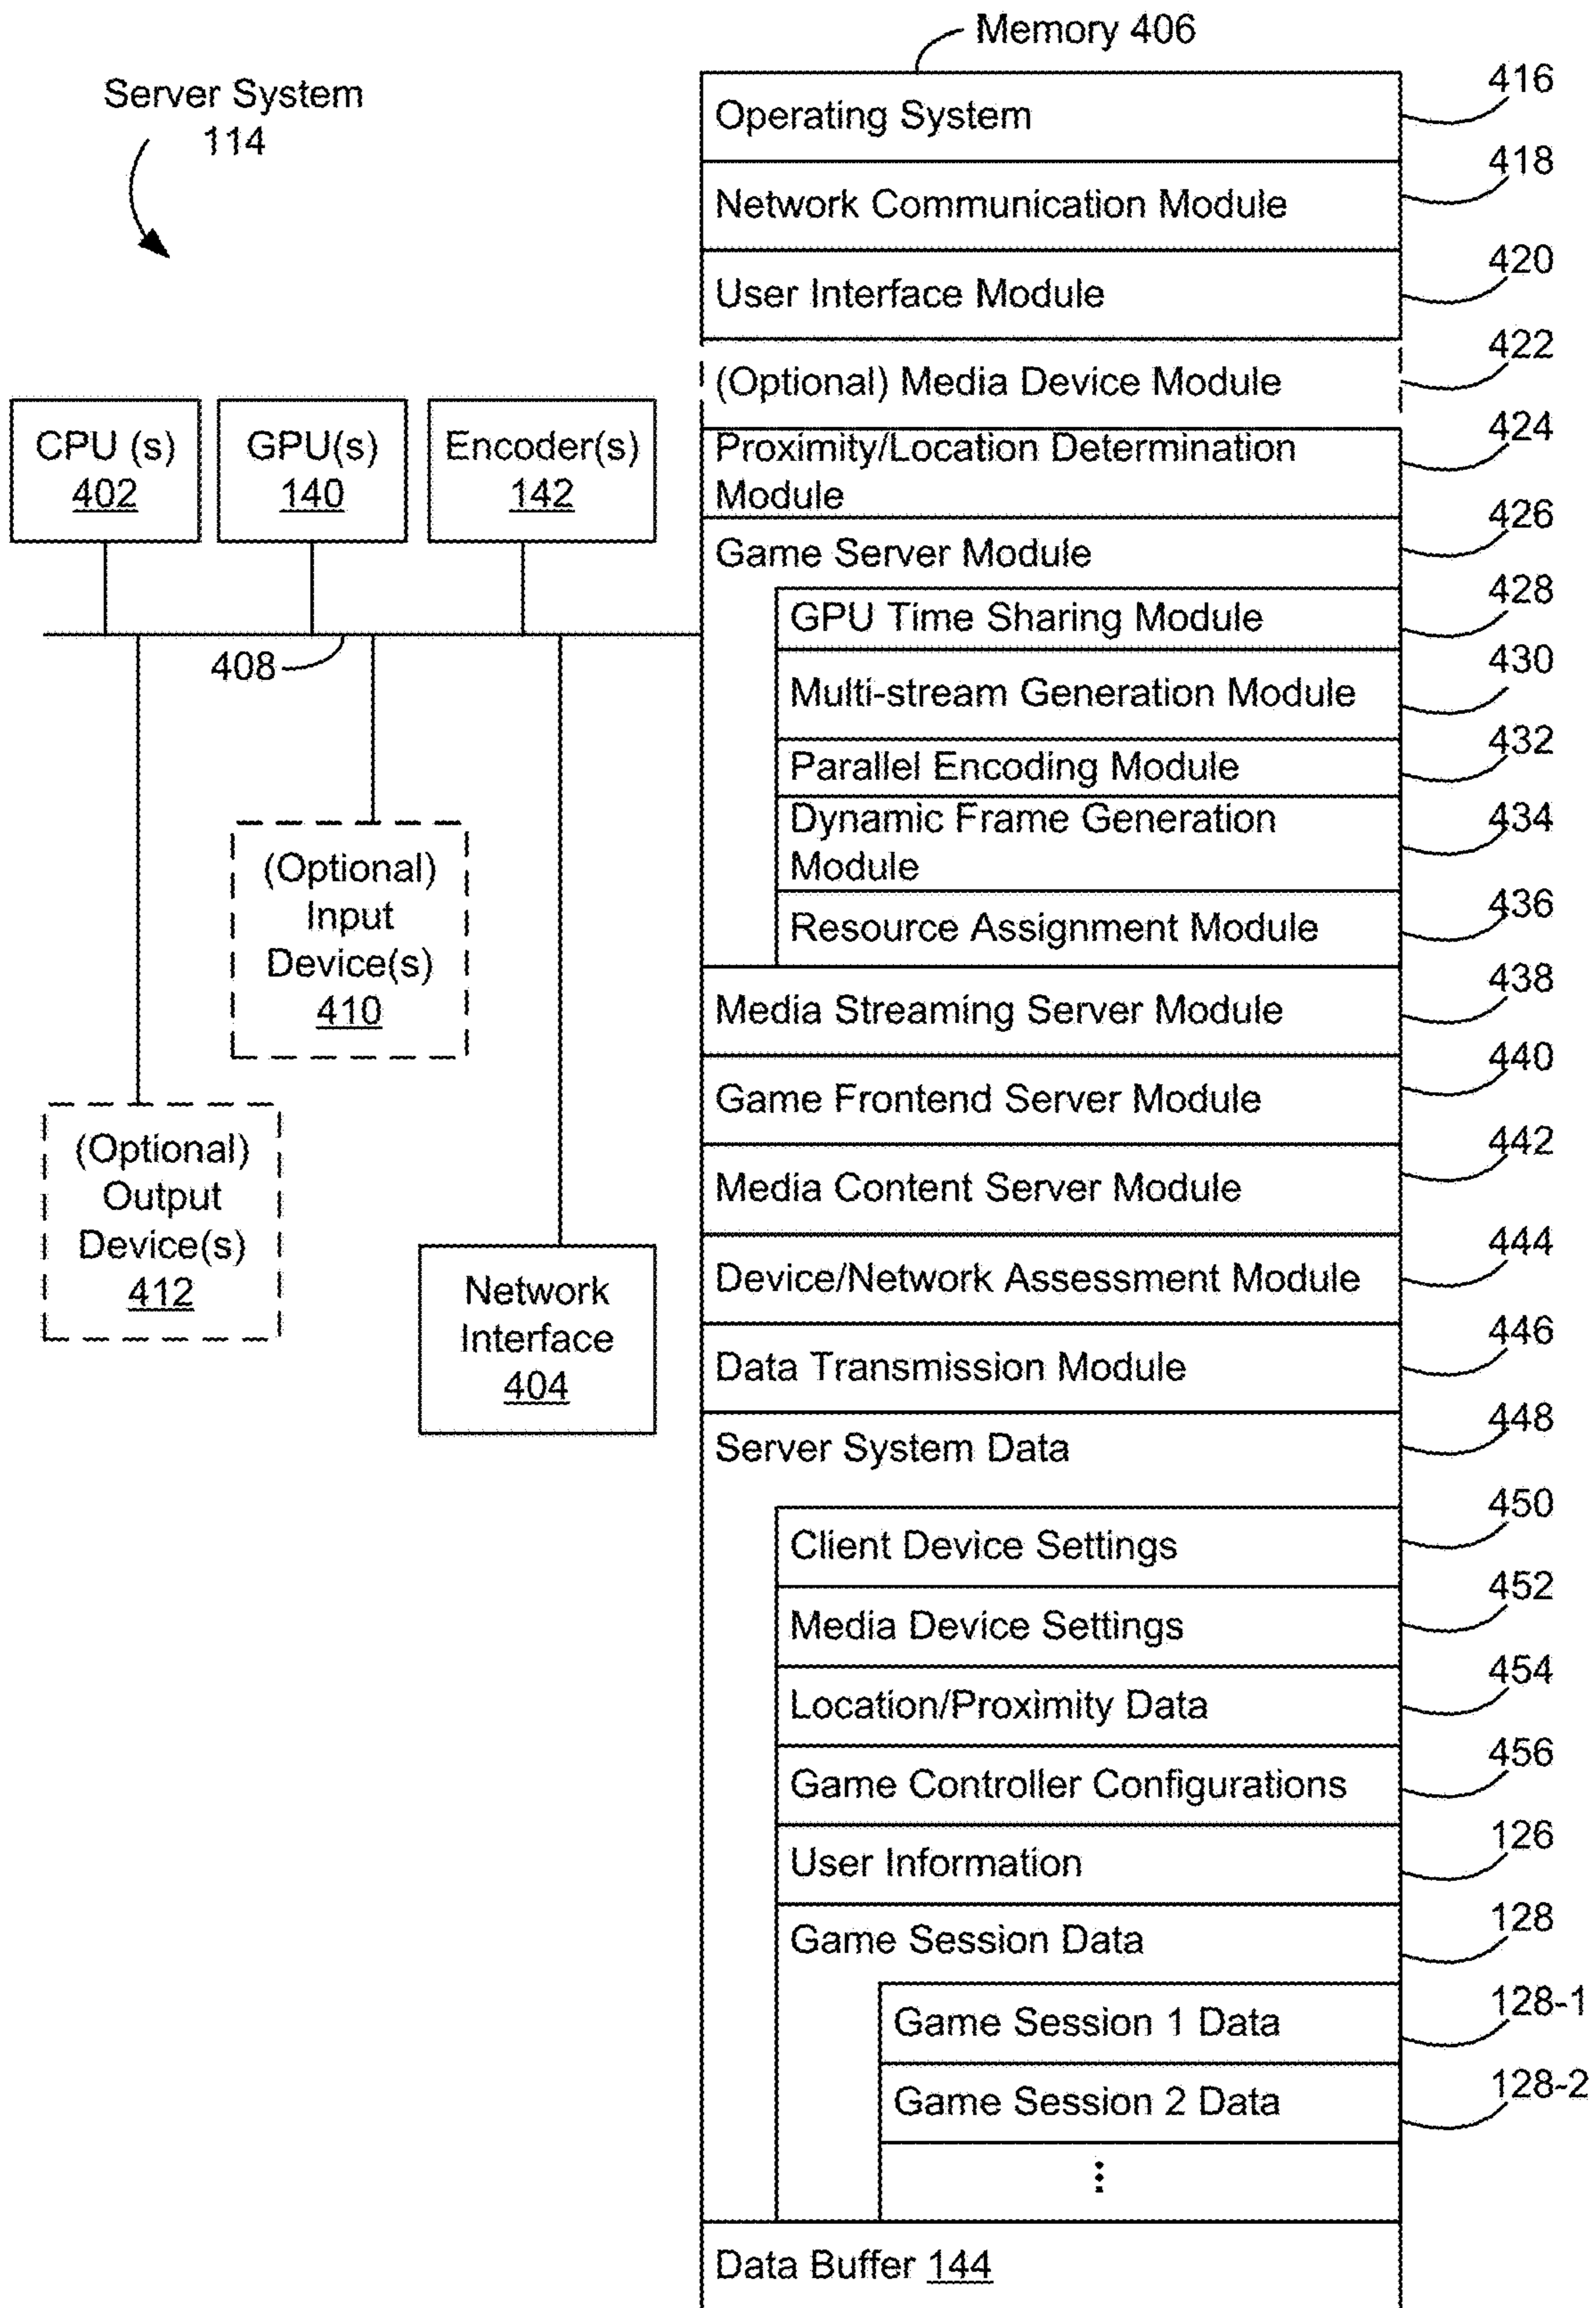 Memory 406
Server System
114
Operating System
416
Network Communication Module
418
User Interface Module
420
(Optional) Media Device Module
422
CPU (s)
402
GPU(s)
140
Encoder(s)
142
408
(Optional)
Input
Device(s)
410
(Optional)
Output
Device(s)
412
Network
Interface
404
Proximity/Location Determination
Module
424
Game Server Module
426
GPU Time Sharing Module
428
Multi-stream Generation Module
430
Parallel Encoding Module
432
Dynamic Frame Generation
Module
434
Resource Assignment Module
436
Media Streaming Server Module
438
Game Frontend Server Module
440
Media Content Server Module
442
Device/Network Assessment Module
444
Data Transmission Module
446
Server System Data
448
Client Device Settings
450
Media Device Settings
452
Location/Proximity Data
454
Game Controller Configurations
456
User Information
126
Game Session Data
128
Game Session 1 Data
128-1
Game Session 2 Data
128-2
⋮
Data Buffer 144